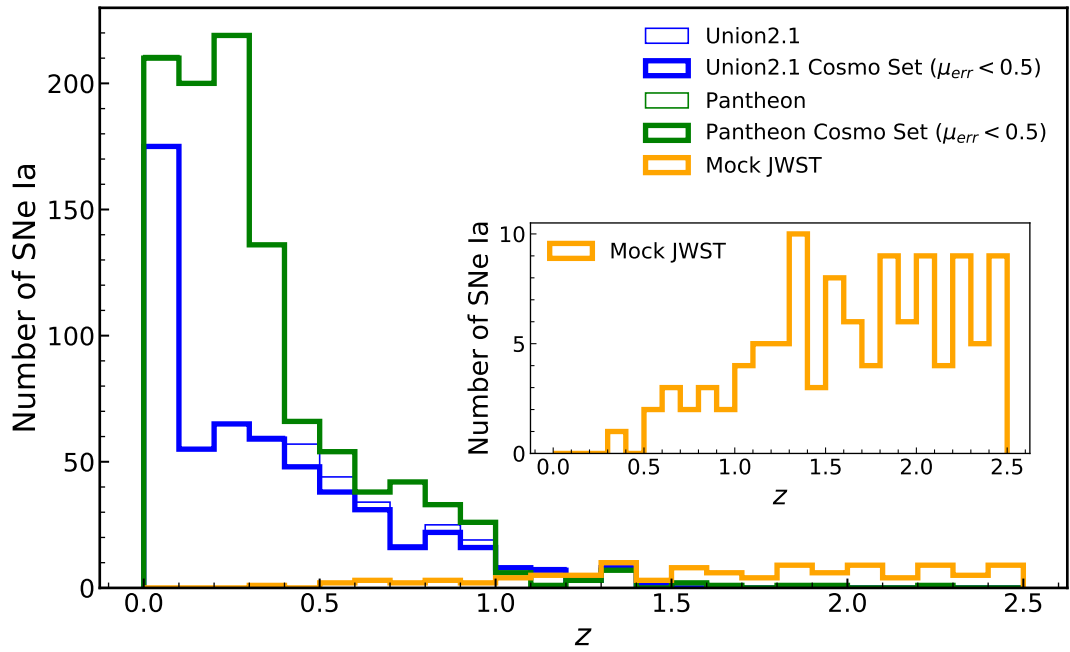 Number of SNe Ia
200
150
100
50
0
0.0 0.5 1.0 1.5 2.0 2.5
z
Union2.1
Union2.1 Cosmo Set (μerr < 0.5)
Pantheon
Pantheon Cosmo Set (μerr < 0.5)
Mock JWST
Number of SNe Ia
10
5
0
Mock JWST
0.0 0.5 1.0 1.5 2.0 2.5
z